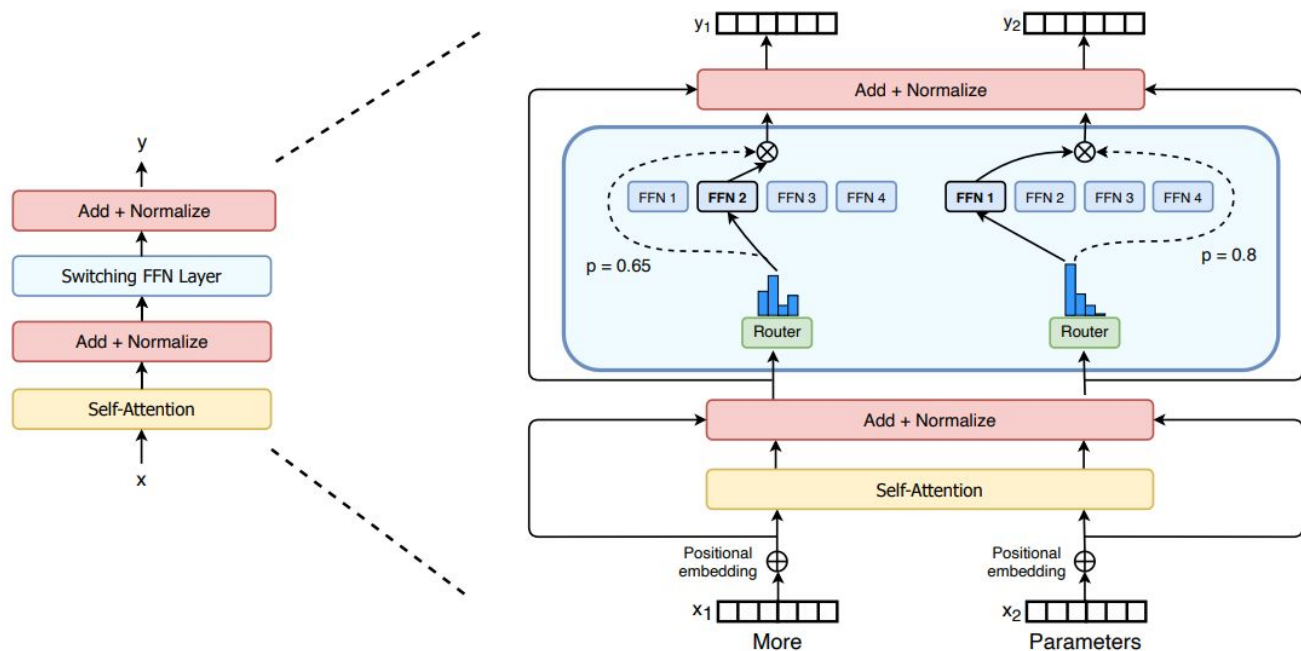 y
Add + Normalize
Switching FFN Layer
Add + Normalize
Self-Attention
x
y1
y2
Add + Normalize
FFN 1 FFN 2 FFN 3 FFN 4
FFN 1 FFN 2 FFN 3 FFN 4
p = 0.65
p = 0.8
Router
Router
Add + Normalize
Self-Attention
Positional
embedding
Positional
embedding
x1
x2
More
Parameters